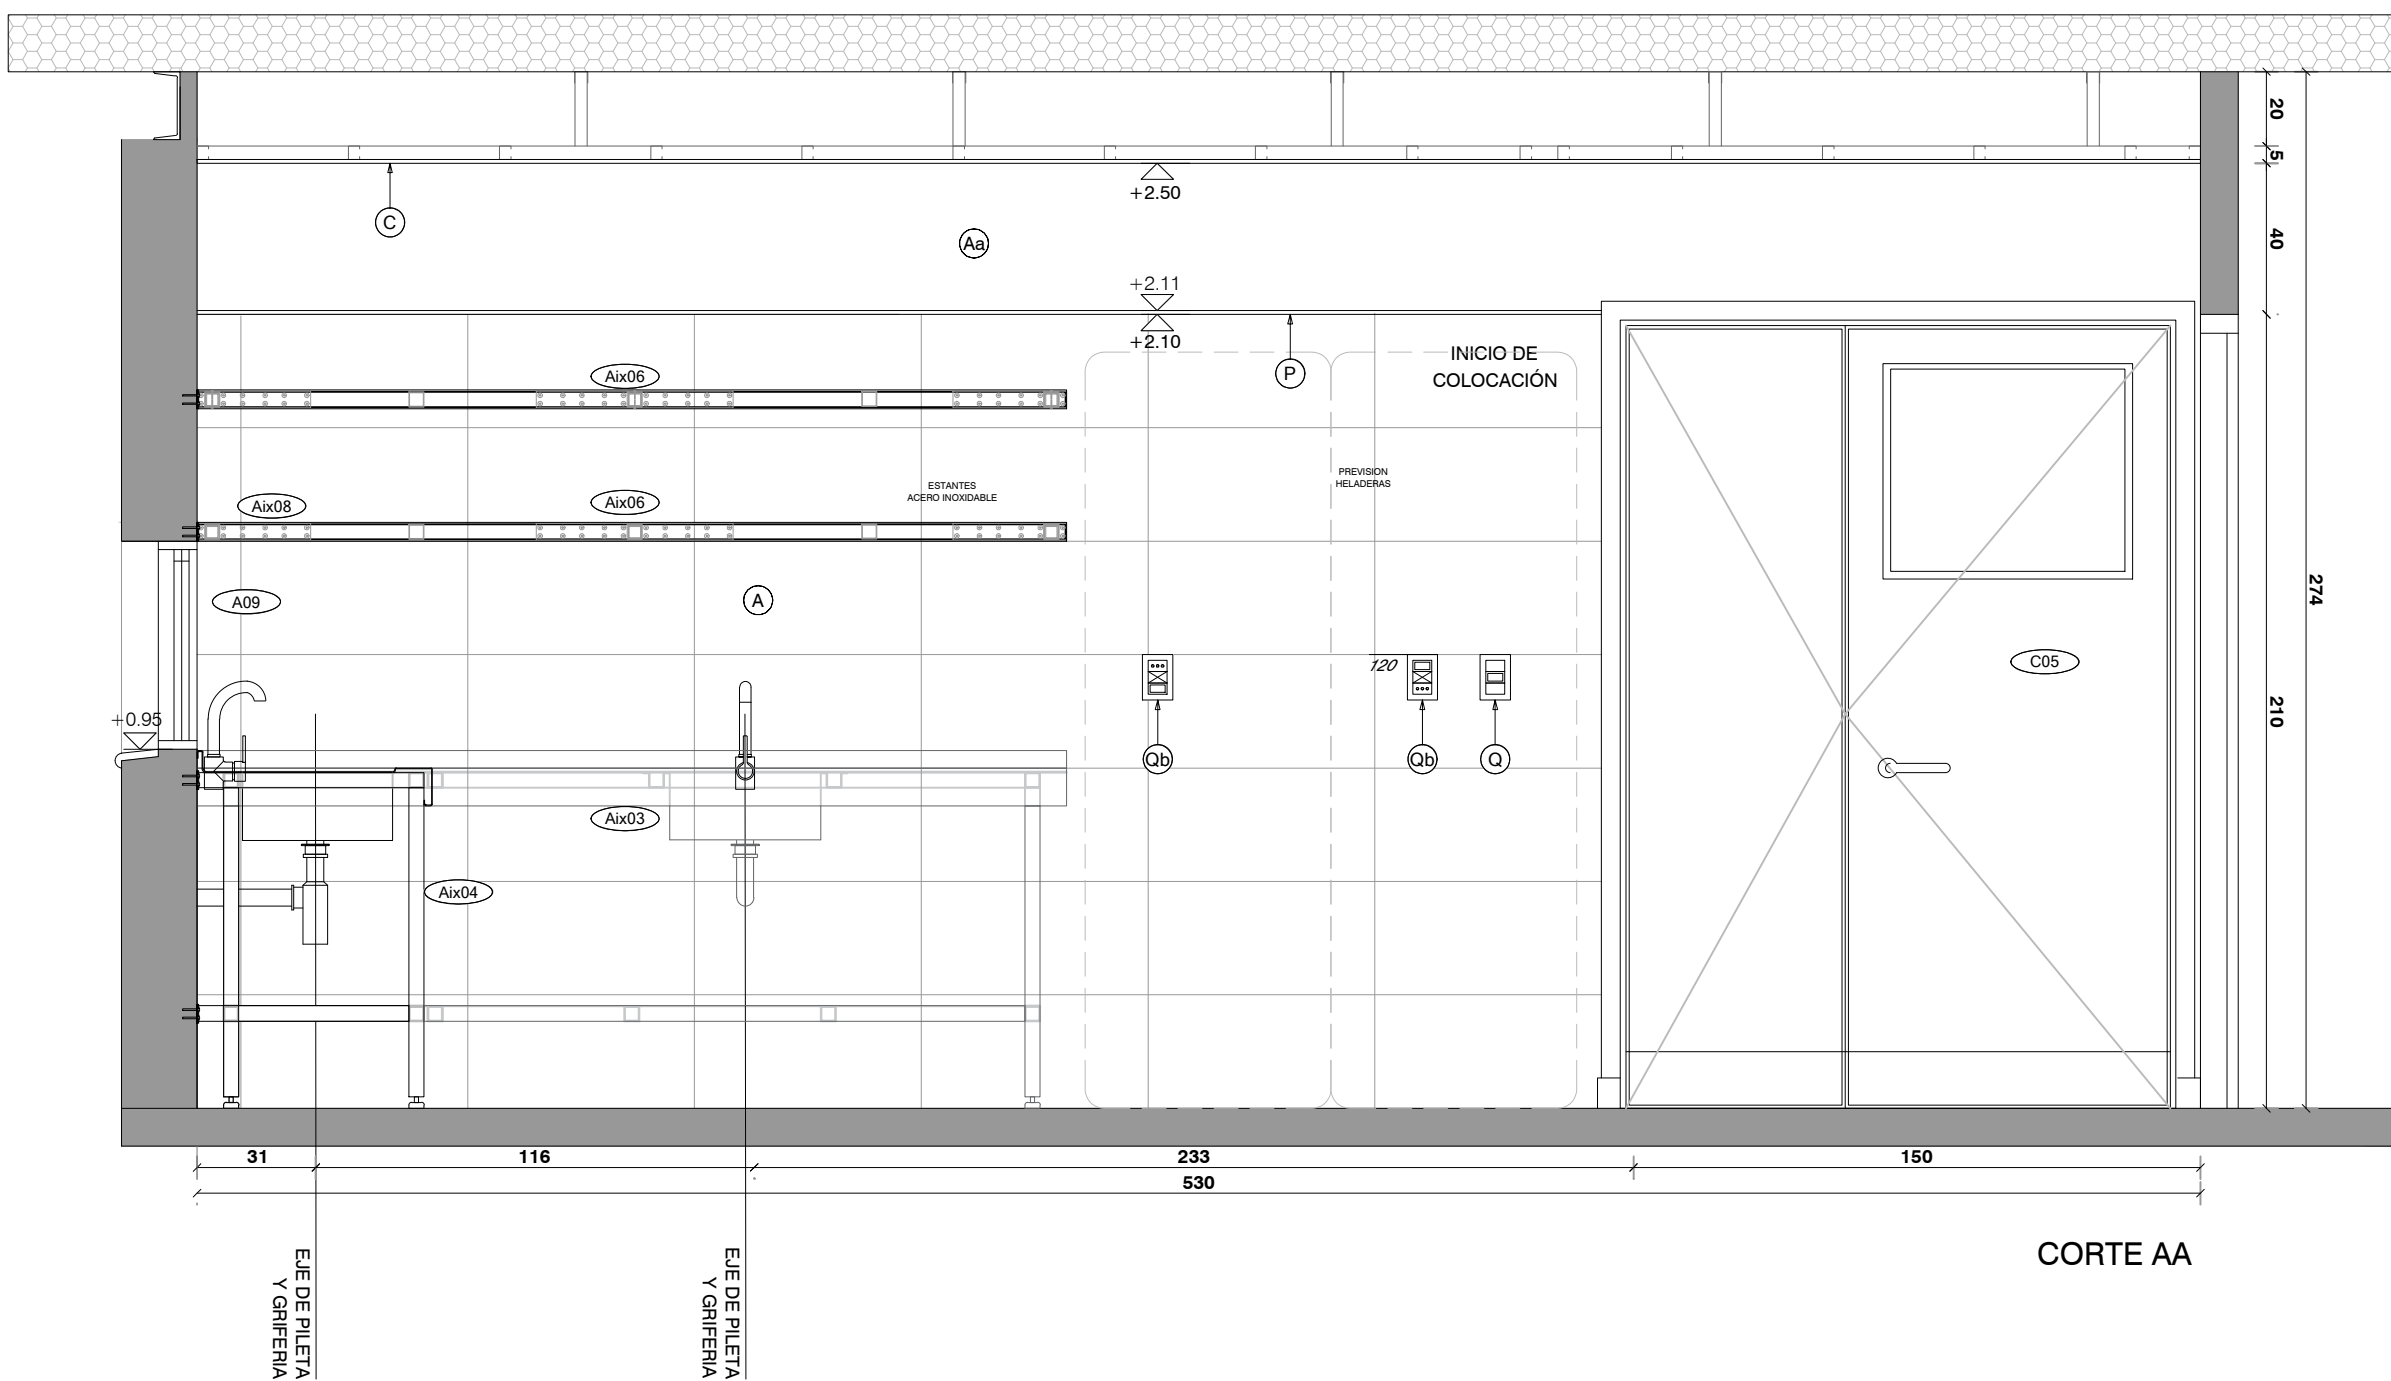 20
5
+2.50
C
Aa
40
+2.11
+2.10
INICIO DE
COLOCACIÓN
P
Aix06
PREVISION
HELADERAS
ESTANTES
ACERO INOXIDABLE
Aix08
Aix06
A09
A
274
120
C05
210
+0.95
Qb
Qb
Q
Aix03
Aix04
31
116
233
150
530
EJE DE PILETA
Y GRIFERIA
EJE DE PILETA
Y GRIFERIA
CORTE AA